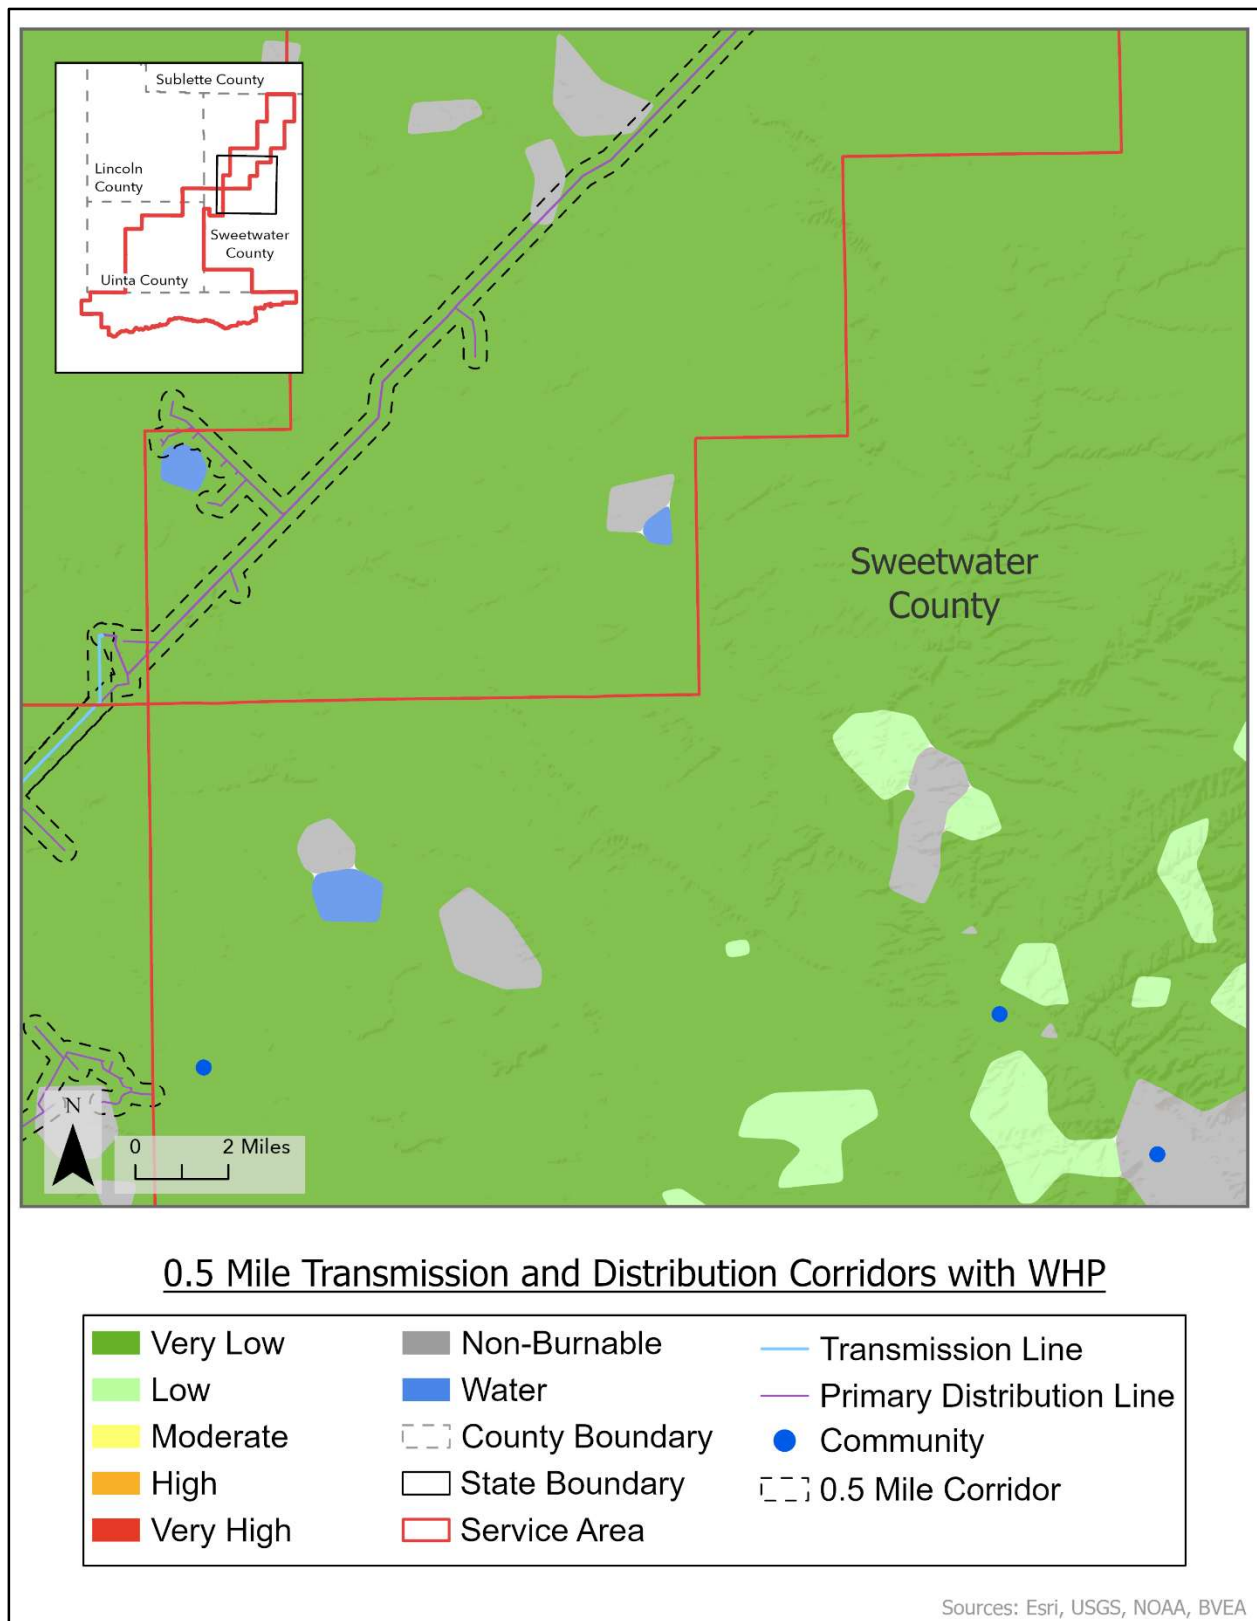 Sublette County
Lincoln
County
Sweetwater
County
Uinta County
Sweetwater
County
N
0
2 Miles
0.5 Mile Transmission and Distribution Corridors with WHP
Very Low
Low
Moderate
High
Very High
Non-Burnable
Water
County Boundary
State Boundary
Service Area
Transmission Line
Primary Distribution Line
Community
0.5 Mile Corridor
Sources: Esri, USGS, NOAA, BVEA